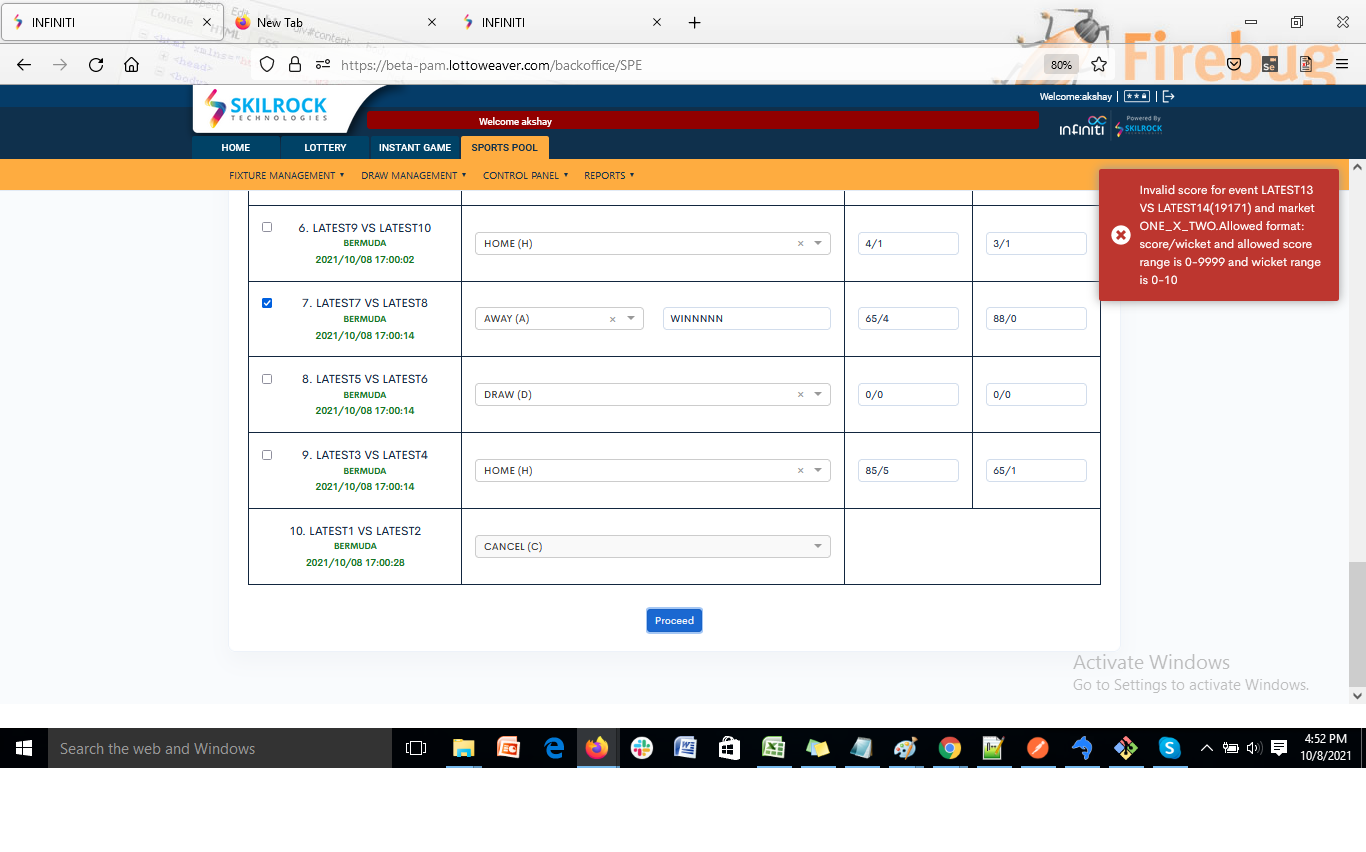 INFINITI
New Tab
INFINITI
Firebug
https://beta-pam.lottoweaver.com/backoffice/SPE
80%
Welcome:akshay
SKILROCK
TECHNOLOGIES
Welcome akshay
infiniti
Powered By
SKILROCK
HOME
LOTTERY
INSTANT GAME
SPORTS POOL
FIXTURE MANAGEMENT
DRAW MANAGEMENT
CONTROL PANEL
REPORTS
Invalid score for event LATEST13
VS LATEST14(19171) and market
ONE_X_TWO.Allowed format:
score/wicket and allowed score
range is 0-9999 and wicket range
is 0-10
6. LATEST9 VS LATEST10
BERMUDA
2021/10/08 17:00:02
HOME (H)
4/1
3/1
7. LATEST7 VS LATEST8
BERMUDA
2021/10/08 17:00:14
AWAY (A)
WINNNNN
65/4
88/0
8. LATEST5 VS LATEST6
BERMUDA
2021/10/08 17:00:14
DRAW (D)
0/0
0/0
9. LATEST3 VS LATEST4
BERMUDA
2021/10/08 17:00:14
HOME (H)
85/5
65/1
10. LATEST1 VS LATEST2
BERMUDA
2021/10/08 17:00:28
CANCEL (C)
Proceed
Activate Windows
Go to Settings to activate Windows.
Search the web and Windows
4:52 PM
10/8/2021